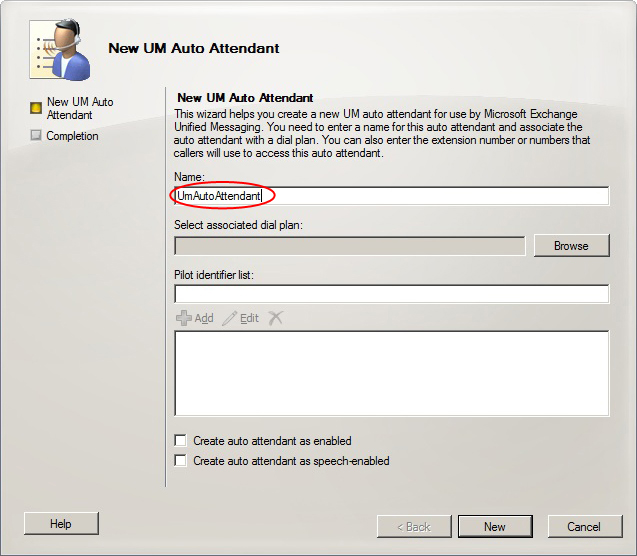 New UM Auto Attendant
New UM Auto
Attendant
Completion
New UM Auto Attendant
This wizard helps you create a new UM auto attendant for use by Microsoft Exchange
Unified Messaging. You need to enter a name for this auto attendant and associate the
auto attendant with a dial plan. You can also enter the extension number or numbers that
callers will use to access this auto attendant.
Name:
UmAutoAttendant
Select associated dial plan:
Browse
Pilot identifier list:
Add Edit
Create auto attendant as enabled
Create auto attendant as speech-enabled
Help < Back New Cancel